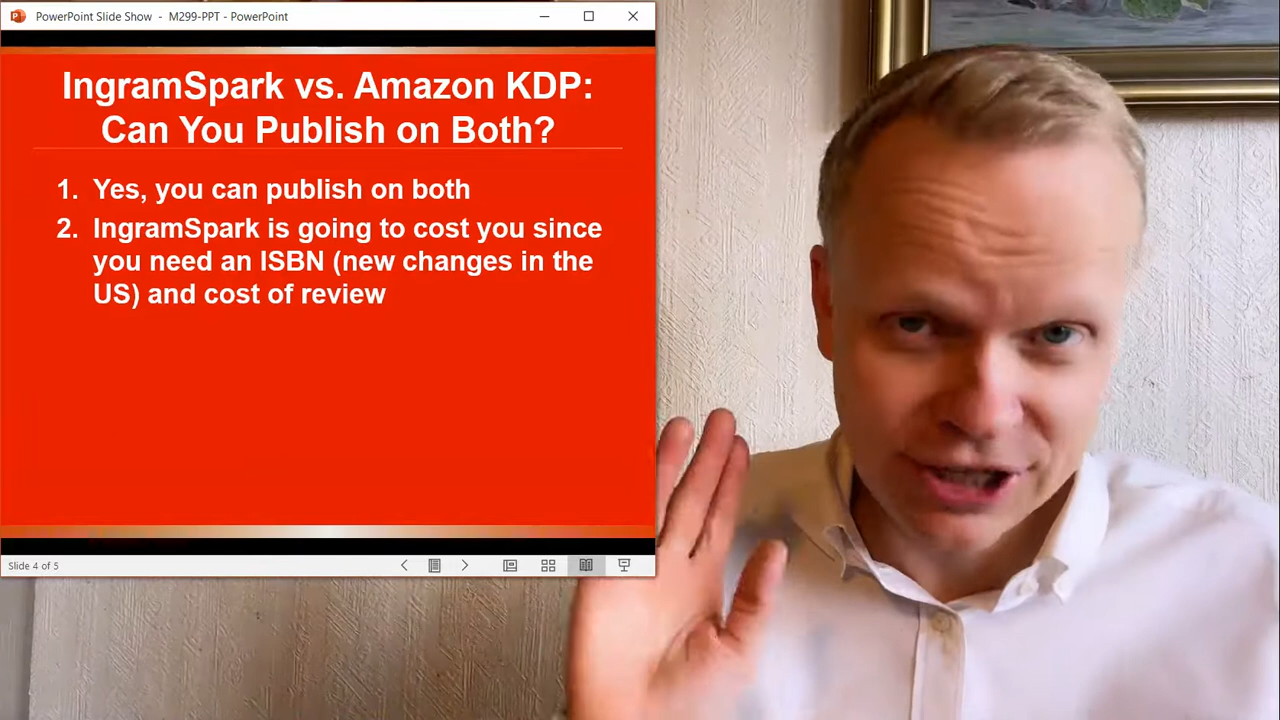 PowerPoint Slide Show - M299-PPT - PowerPoint
IngramSpark vs. Amazon KDP:
Can You Publish on Both?
1. Yes, you can publish on both
2. IngramSpark is going to cost you since
you need an ISBN (new changes in the
US) and cost of review
Slide 4 of 5